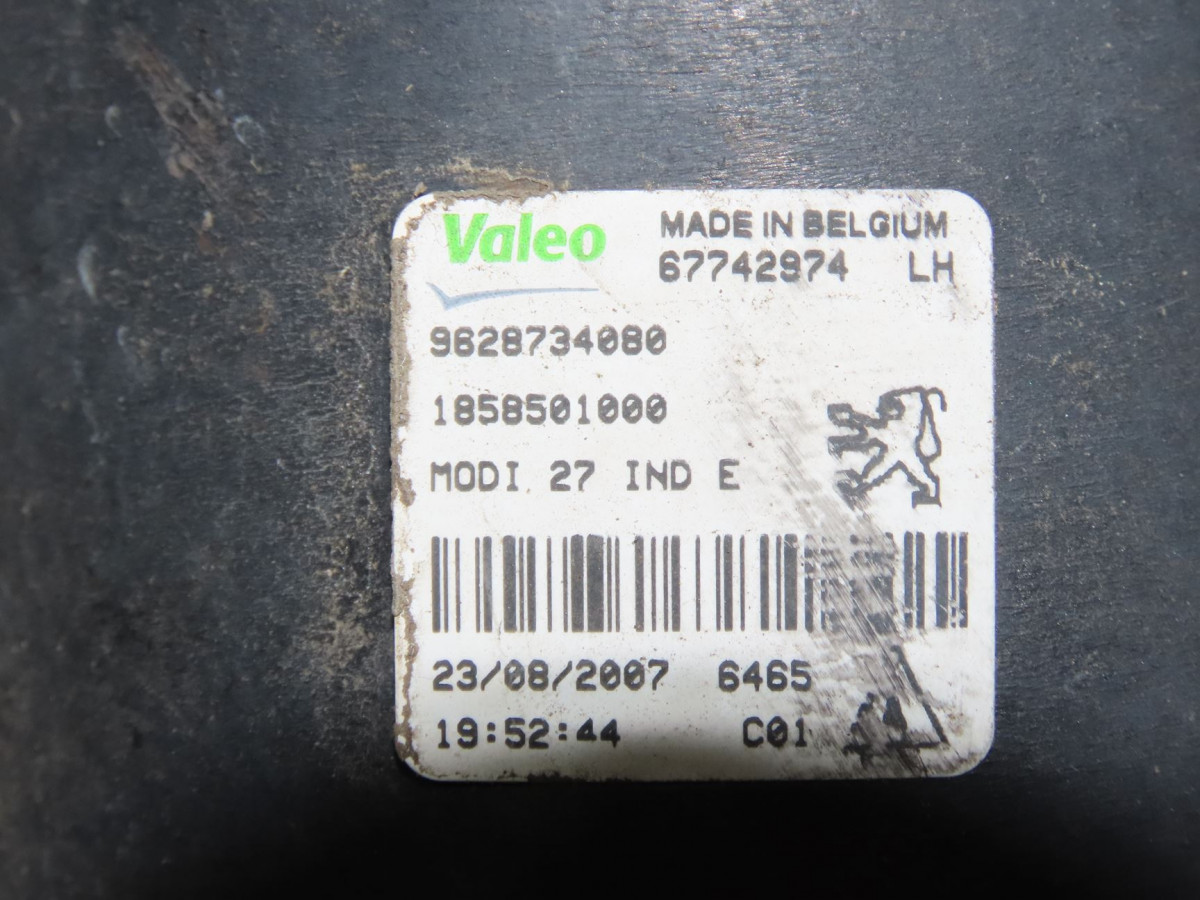 Valeo MADE IN BELGIUM
67742974 LH
9628734080
1858501000
MODI 27 IND E
23/08/2007 6465
19:52:44 C01